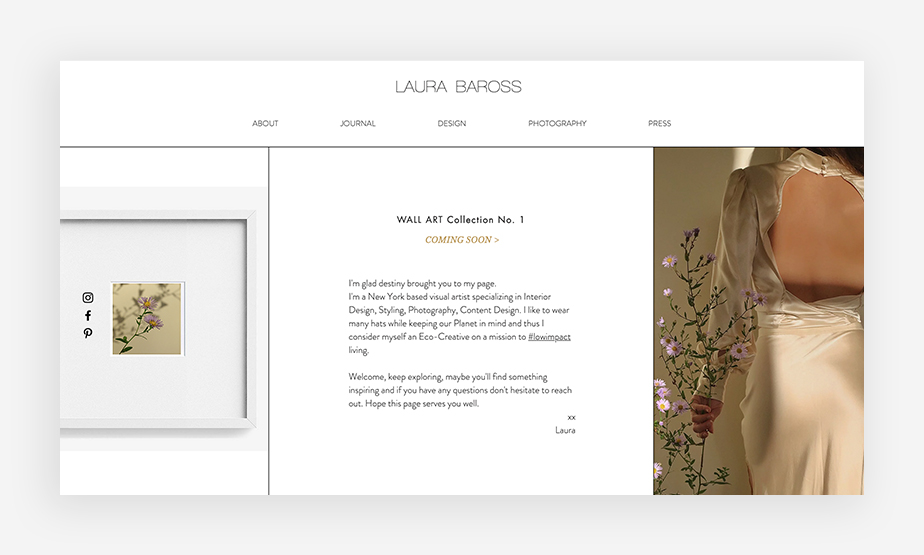 LAURA BAROSS
ABOUT JOURNAL DESIGN PHOTOGRAPHY PRESS
WALL ART Collection No. 1
COMING SOON >
I'm glad destiny brought you to my page.
I'm a New York based visual artist specializing in Interior
Design, Styling, Photography, Content Design. I like to wear
many hats while keeping our Planet in mind and thus I
consider myself an Eco-Creative on a mission to #lowimpact
living.
Welcome, keep exploring, maybe you'll find something
inspiring and if you have any questions don't hesitate to reach
out. Hope this page serves you well.
xx
Laura